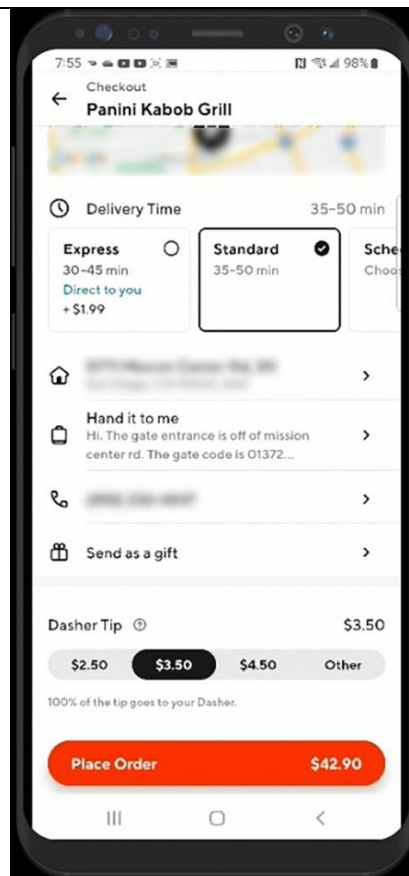 7:55
98%
Checkout
Panini Kabob Grill
Delivery Time
35–50 min
Express
30–45 min
Direct to you
+ $1.99
Standard
35–50 min
Sche
Choos
Hand it to me
Hi. The gate entrance is off of mission
center rd. The gate code is 01372...
Send as a gift
Dasher Tip
$3.50
$2.50
$3.50
$4.50
Other
100% of the tip goes to your Dasher.
Place Order
$42.90